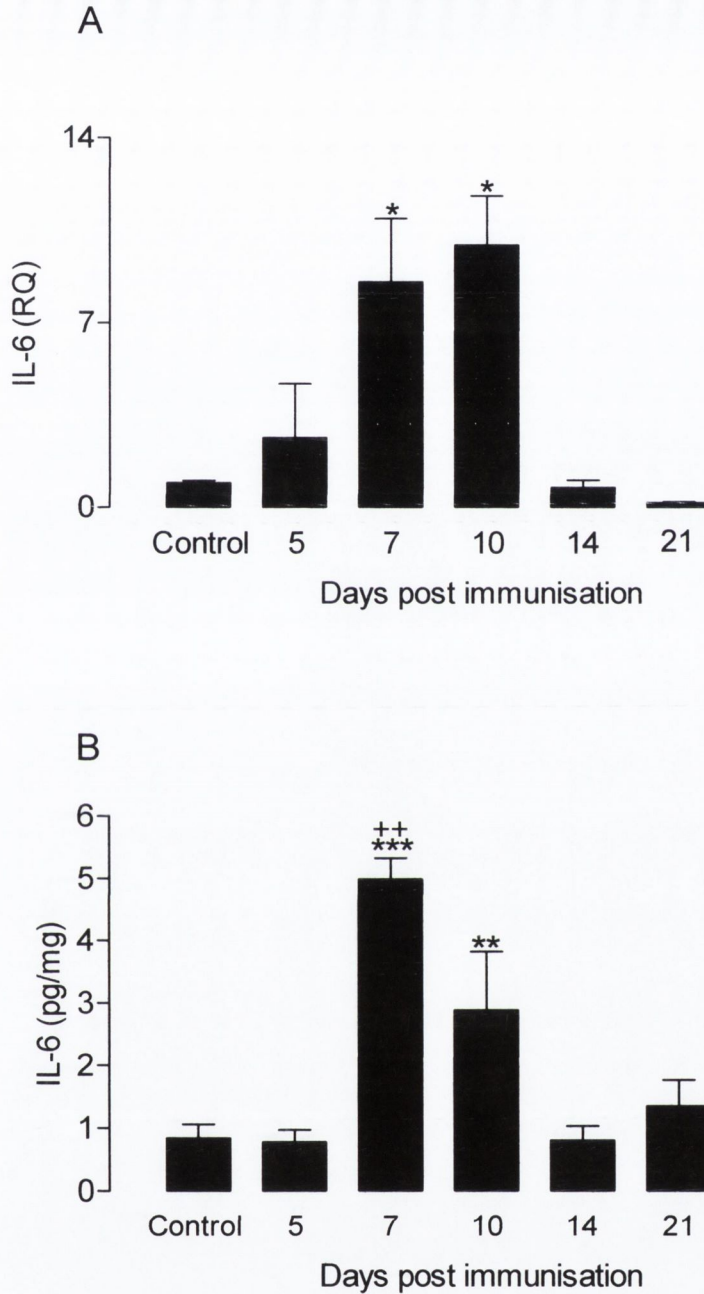 A
14
7
0
IL-6 (RQ)
*
*
Control 5 7 10 14 21
Days post immunisation
B
6
5
4
3
2
1
0
IL-6 (pg/mg)
++
***
**
Control 5 7 10 14 21
Days post immunisation